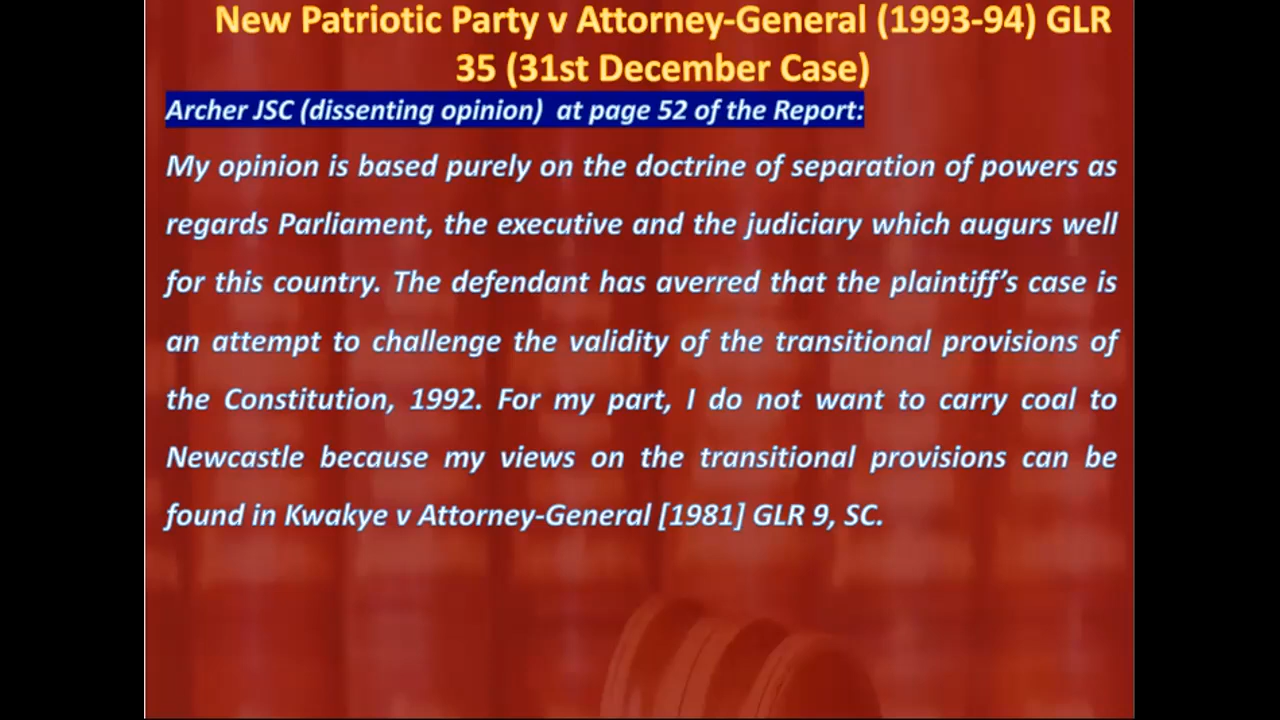 New Patriotic Party v Attorney-General (1993-94) GLR
35 (31st December Case)
Archer JSC (dissenting opinion)  at page 52 of the Report:
My opinion is based purely on the doctrine of separation of powers as
regards Parliament, the executive and the judiciary which augurs well
for this country. The defendant has averred that the plaintiff’s case is
an attempt to challenge the validity of the transitional provisions of
the Constitution, 1992. For my part, I do not want to carry coal to
Newcastle because my views on the transitional provisions can be
found in Kwakye v Attorney-General [1981] GLR 9, SC.